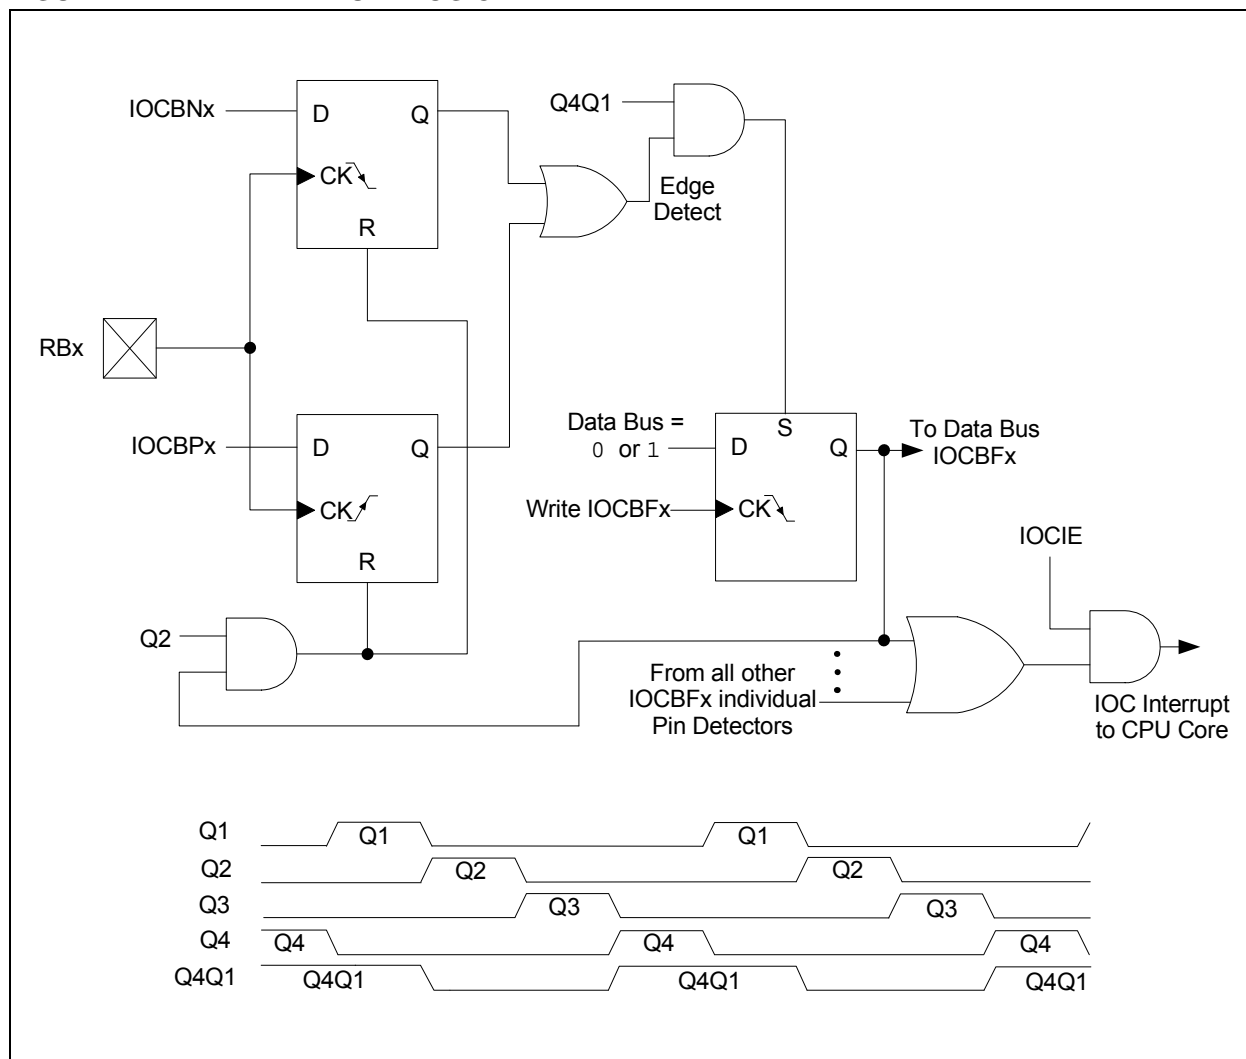 IOCBNx
D
Q
CK
R
Q4Q1
Edge
Detect
RBx
IOCBPx
D
Q
CK
R
Data Bus =
0 or 1
S
D
Q
To Data Bus
IOCBFx
Write IOCBFx
CK
IOCIE
Q2
From all other
IOCBFx individual
Pin Detectors
IOC Interrupt
to CPU Core
Q1 Q1 Q1
Q2 Q2 Q2
Q3 Q3 Q3
Q4 Q4 Q4 Q4
Q4Q1 Q4Q1 Q4Q1 Q4Q1